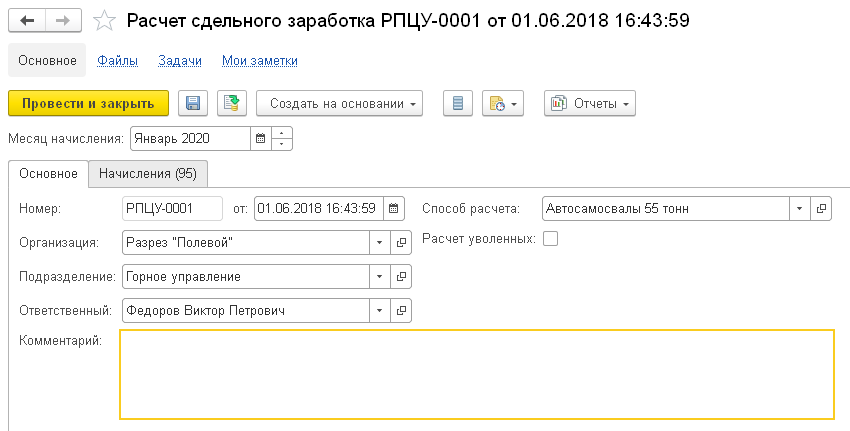 Расчет сдельного заработка РПЦУ-0001 от 01.06.2018 16:43:59
Основное Файлы Задачи Мои заметки
Провести и закрыть Создать на основании Отчеты
Месяц начисления: Январь 2020
Основное Начисления (95)
Номер: РПЦУ-0001 от: 01.06.2018 16:43:59 Способ расчета: Автосамосвалы 55 тонн
Организация: Разрез "Полевой" Расчет уволенных:
Подразделение: Горное управление
Ответственный: Федоров Виктор Петрович
Комментарий: